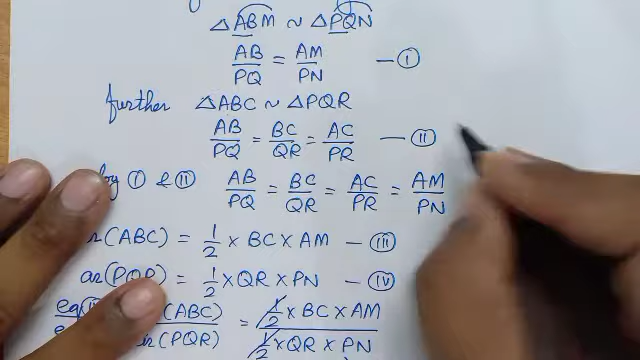 △ABM ~ △PQN
AB/PQ = AM/PN — (I)
further △ABC ~ △PQR
AB/PQ = BC/QR = AC/PR — (II)
by (I) & (II) AB/PQ = BC/QR = AC/PR = AM/PN
(ABC) = 1/2 × BC × AM — (III)
ar(PQR) = 1/2 × QR × PN — (IV)
(ABC)/(PQR) = 1/2 × BC × AM / 1/2 × QR × PN